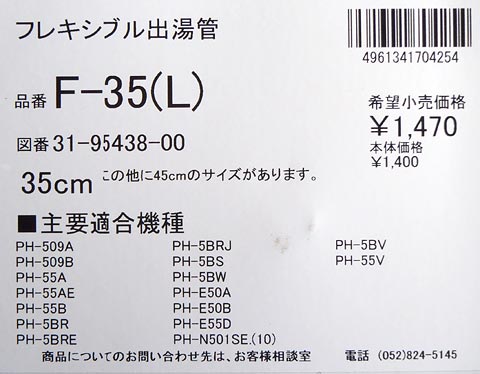 フレキシブル出湯管
4961341704254
品番 F-35(L)
希望小売価格
¥1,470
本体価格
¥1,400
図番 31-95438-00
35cm この他に45cmのサイズがあります。
■主要適合機種
PH-509A PH-5BRJ PH-5BV
PH-509B PH-5BS PH-55V
PH-55A PH-5BW
PH-55AE PH-E50A
PH-55B PH-E50B
PH-5BR PH-E55D
PH-5BRE PH-N501SE.(10)
商品についてのお問い合わせ先は、お客様相談室 電話 (052)824-5145